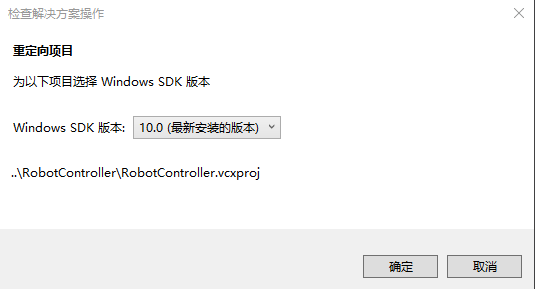 检查解决方案操作
重定向项目
为以下项目选择 Windows SDK 版本
Windows SDK 版本: 10.0 (最新安装的版本)
..\RobotController\RobotController.vcxproj
确定 取消